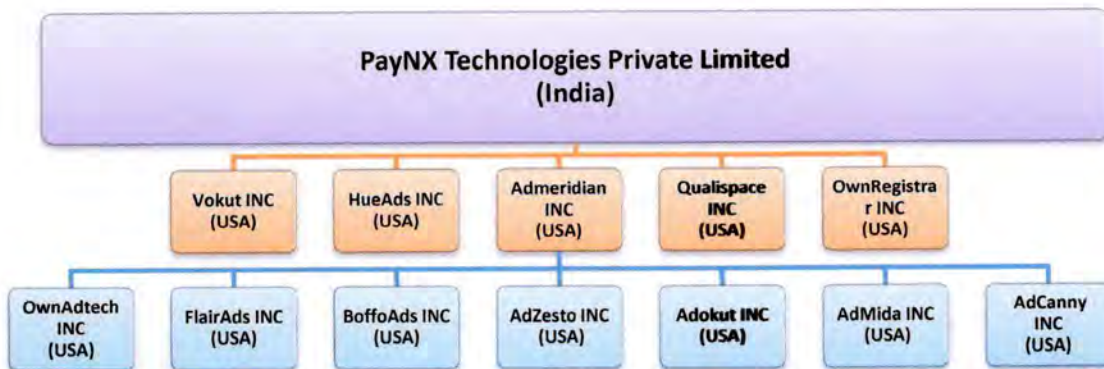 PayNX Technologies Private Limited
(India)
Vokut INC
(USA)
HueAds INC
(USA)
Admeridian
INC
(USA)
Qualispace
INC
(USA)
OwnRegistra
r INC
(USA)
OwnAdtech
INC
(USA)
FlairAds INC
(USA)
BoffoAds INC
(USA)
AdZesto INC
(USA)
Adokut INC
(USA)
AdMida INC
(USA)
AdCanny
INC
(USA)